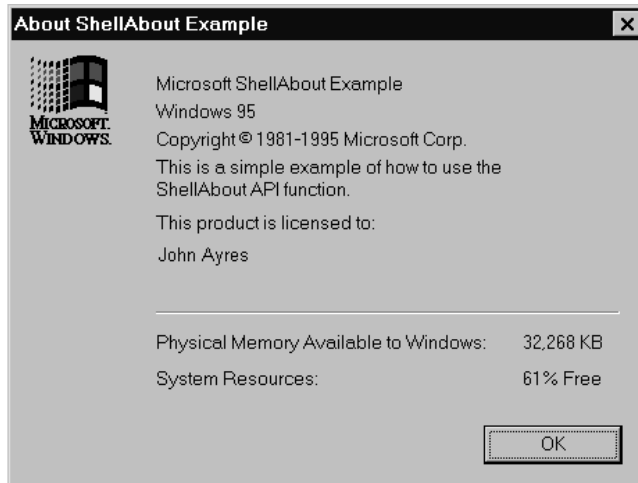 About ShellAbout Example
MICROSOFT.
WINDOWS.
Microsoft ShellAbout Example
Windows 95
Copyright © 1981-1995 Microsoft Corp.
This is a simple example of how to use the
ShellAbout API function.
This product is licensed to:
John Ayres
Physical Memory Available to Windows: 32,268 KB
System Resources: 61% Free
OK